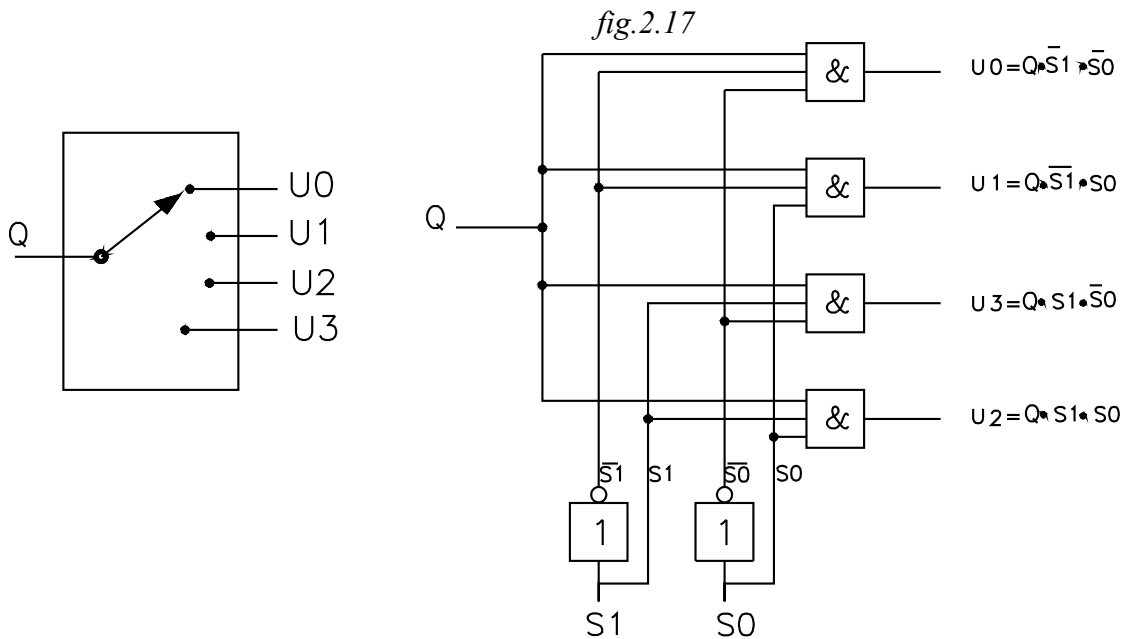 fig.2.17
Q
U0
U1
U2
U3
Q
&
U0=Q•S̅1•S̅0
&
U1=Q•S̅1̅•S0
&
U3=Q•S1•S̅0
&
U2=Q•S1•S0
S̅1 S1 S̅0̅ S0
1 1
S1 S0